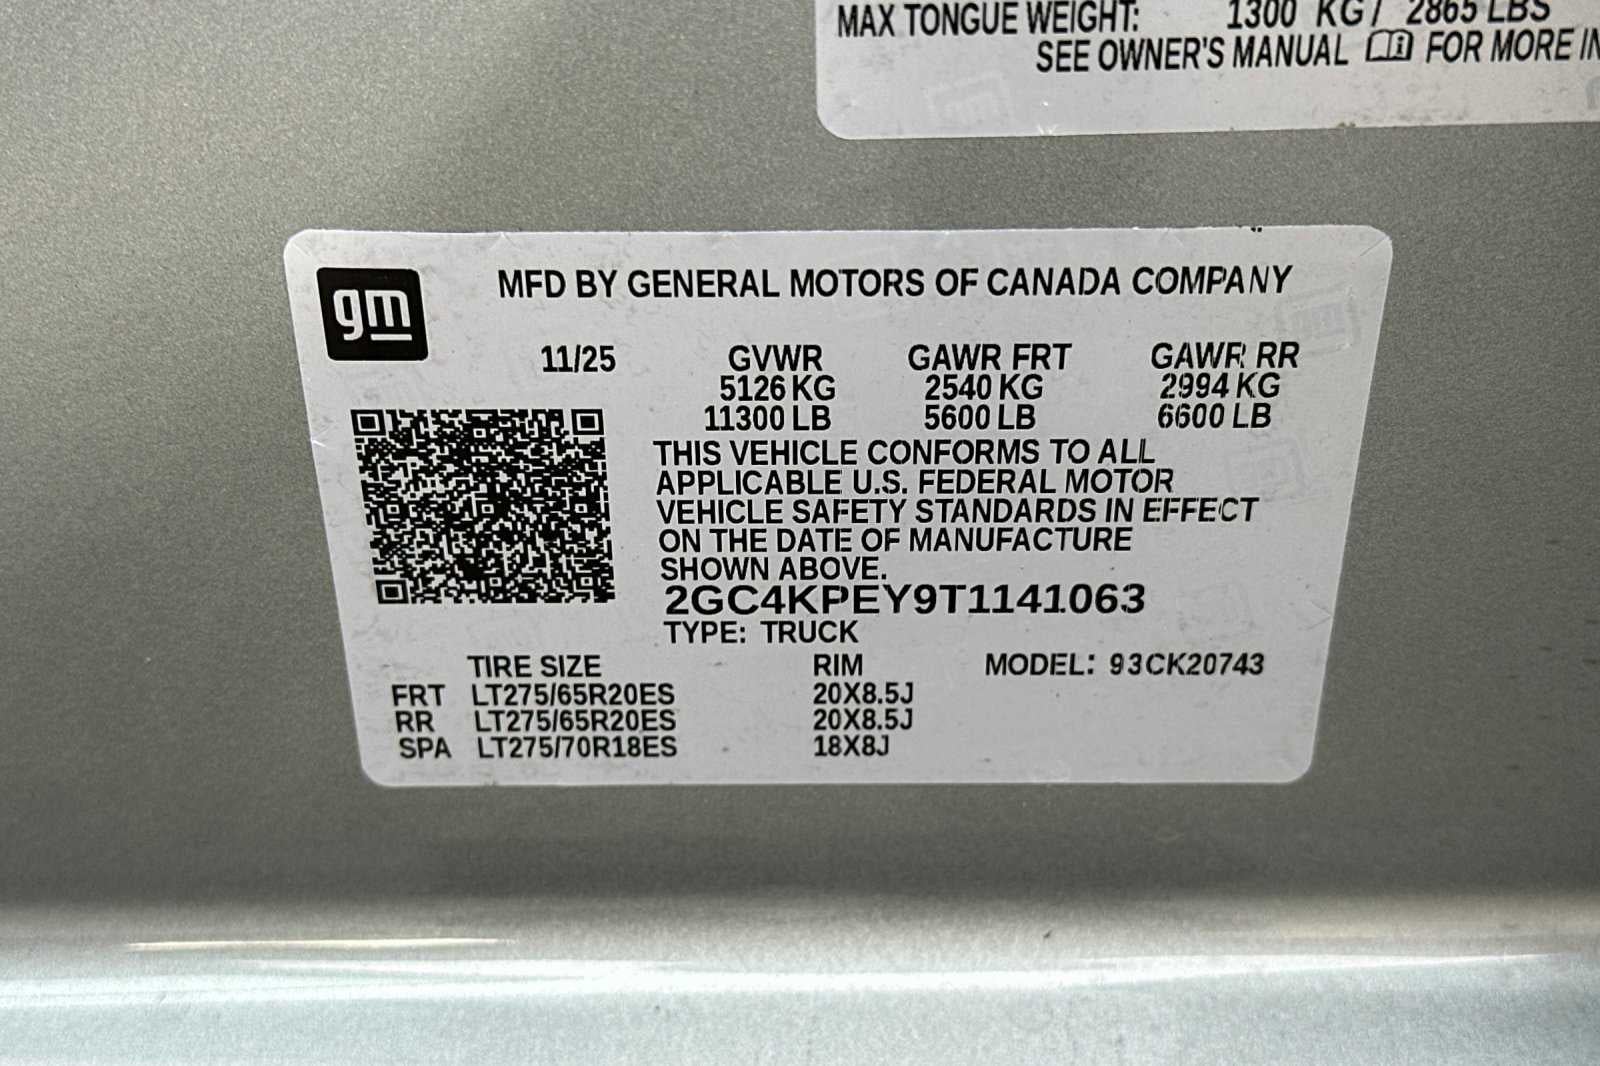 MAX TONGUE WEIGHT: 1300 KG / 2865 LBS
SEE OWNER'S MANUAL FOR MORE
gm
MFD BY GENERAL MOTORS OF CANADA COMPANY
11/25 GVWR GAWR FRT GAWR RR
5126 KG 2540 KG 2994 KG
11300 LB 5600 LB 6600 LB
THIS VEHICLE CONFORMS TO ALL
APPLICABLE U.S. FEDERAL MOTOR
VEHICLE SAFETY STANDARDS IN EFFECT
ON THE DATE OF MANUFACTURE
SHOWN ABOVE.
2GC4KPEY9T1141063
TYPE: TRUCK
TIRE SIZE RIM MODEL: 93CK20743
FRT LT275/65R20ES 20X8.5J
RR LT275/65R20ES 20X8.5J
SPA LT275/70R18ES 18X8J